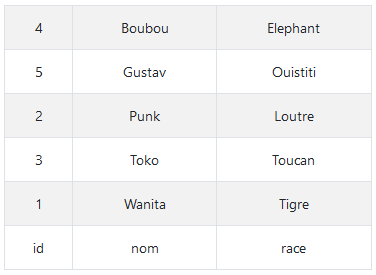 4 Boubou Elephant
5 Gustav Ouistiti
2 Punk Loutre
3 Toko Toucan
1 Wanita Tigre
id nom race